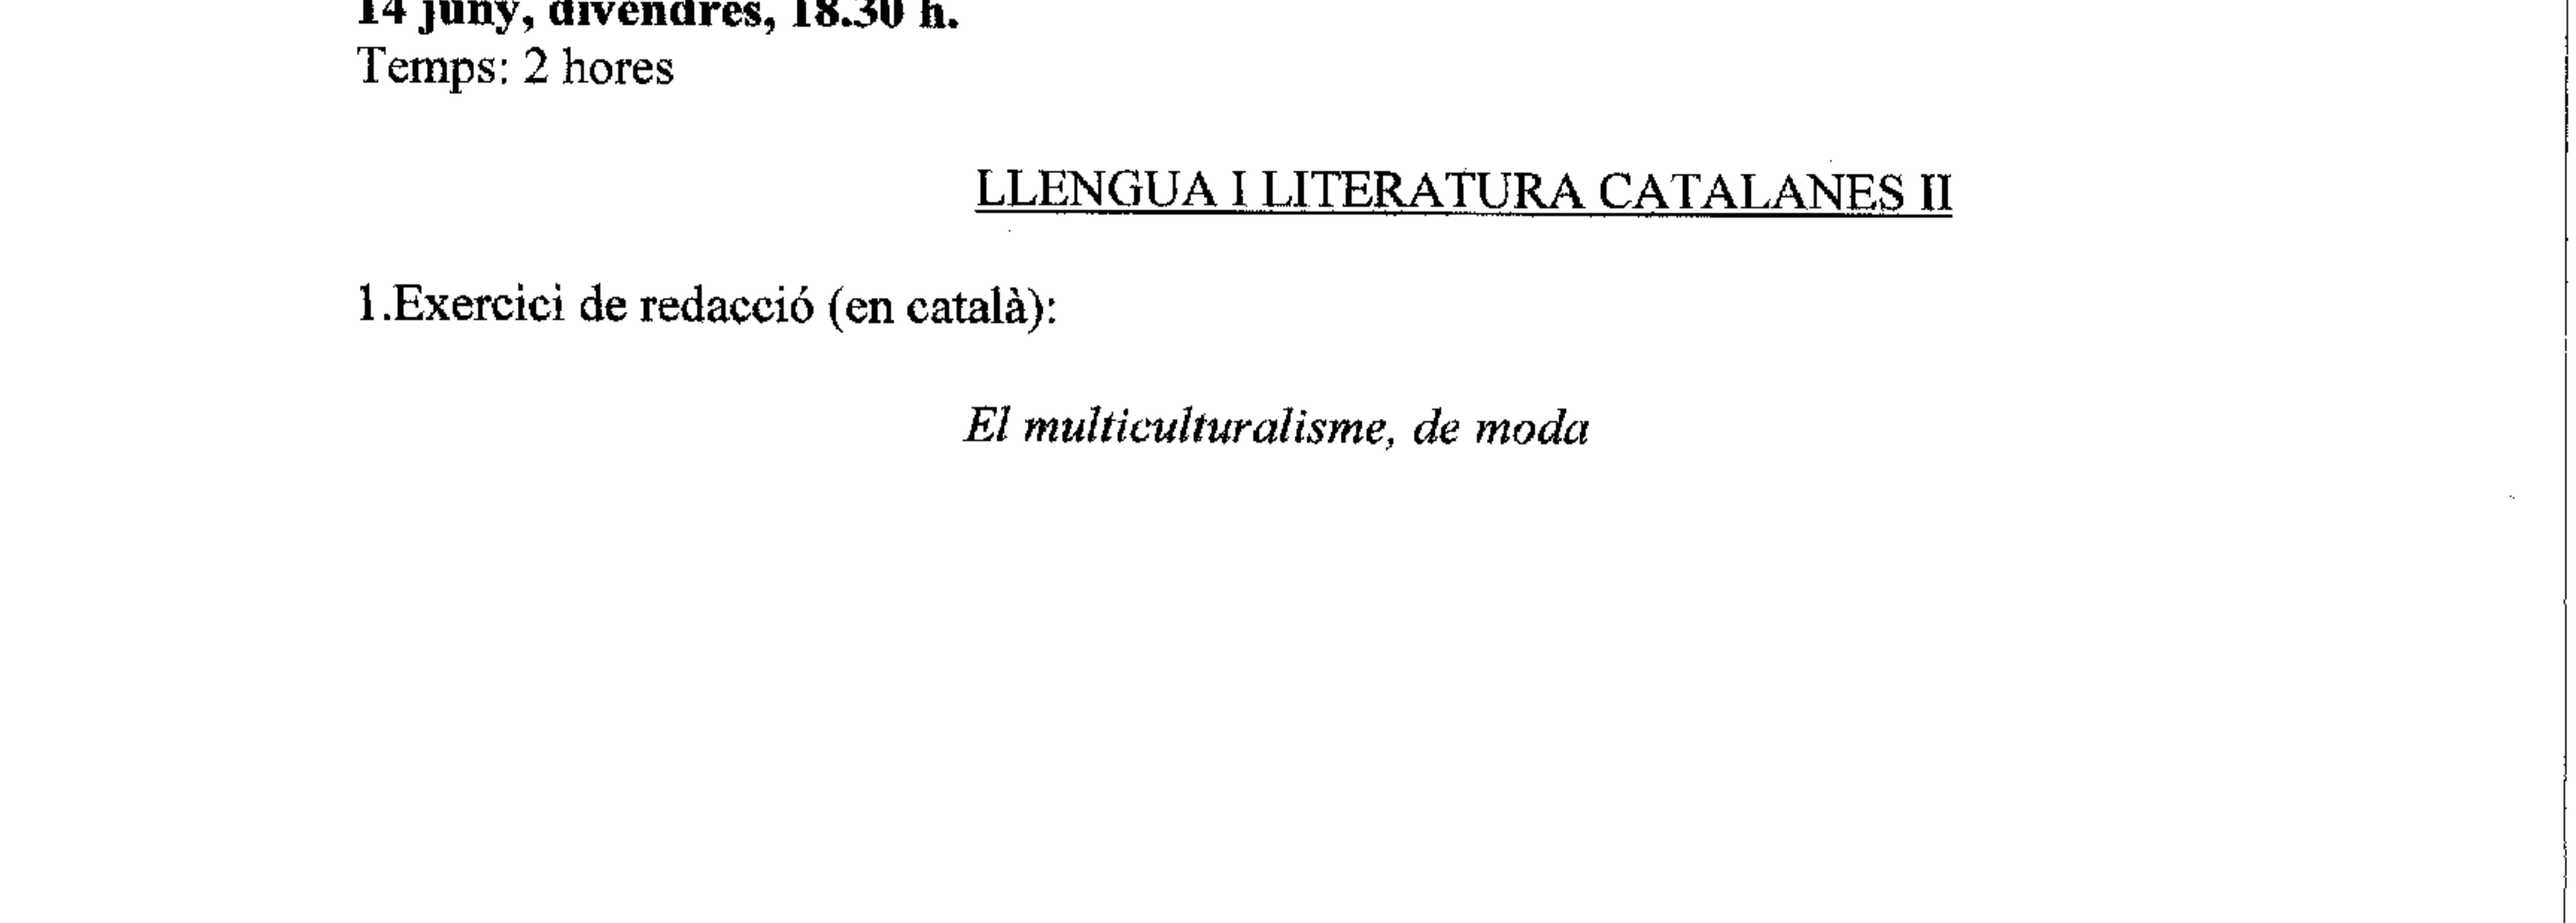 14 juny, divendres, 18.30 h.
Temps: 2 hores
LLENGUA I LITERATURA CATALANES II
1.Exercici de redacció (en català):
El multiculturalisme, de moda